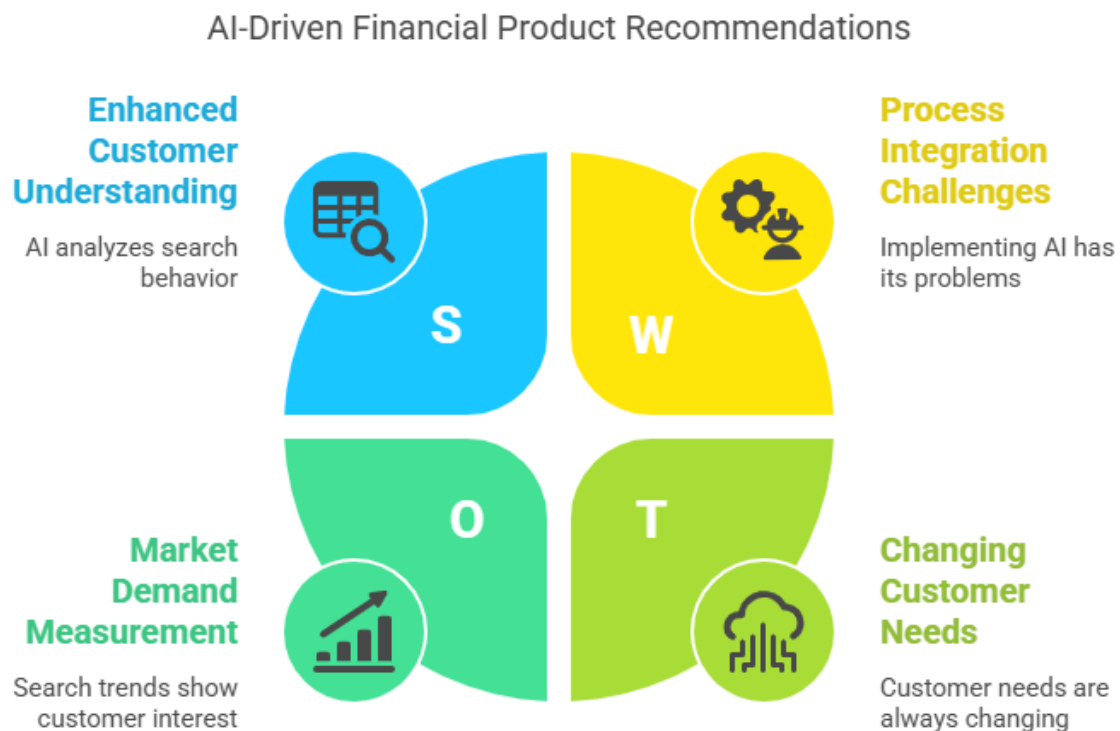 AI-Driven Financial Product Recommendations
Enhanced
Customer
Understanding
AI analyzes search
behavior
S
Process
Integration
Challenges
Implementing AI has
its problems
W
Market
Demand
Measurement
Search trends show
customer interest
O
Changing
Customer
Needs
Customer needs are
always changing
T